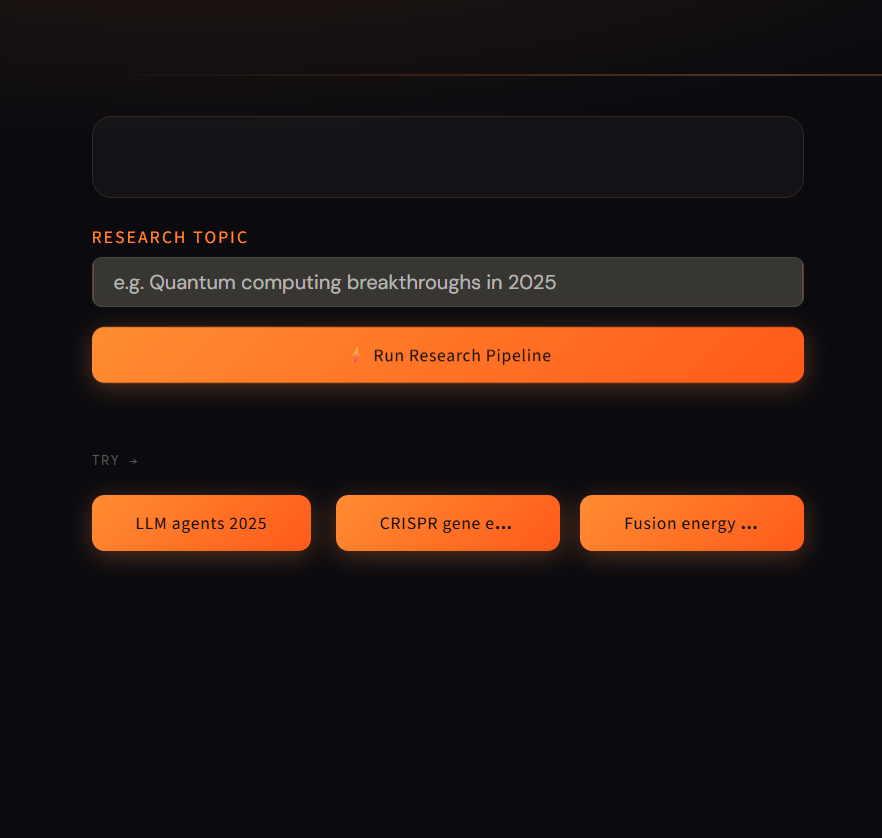 RESEARCH TOPIC
e.g. Quantum computing breakthroughs in 2025
Run Research Pipeline
TRY →
LLM agents 2025
CRISPR gene e...
Fusion energy ...